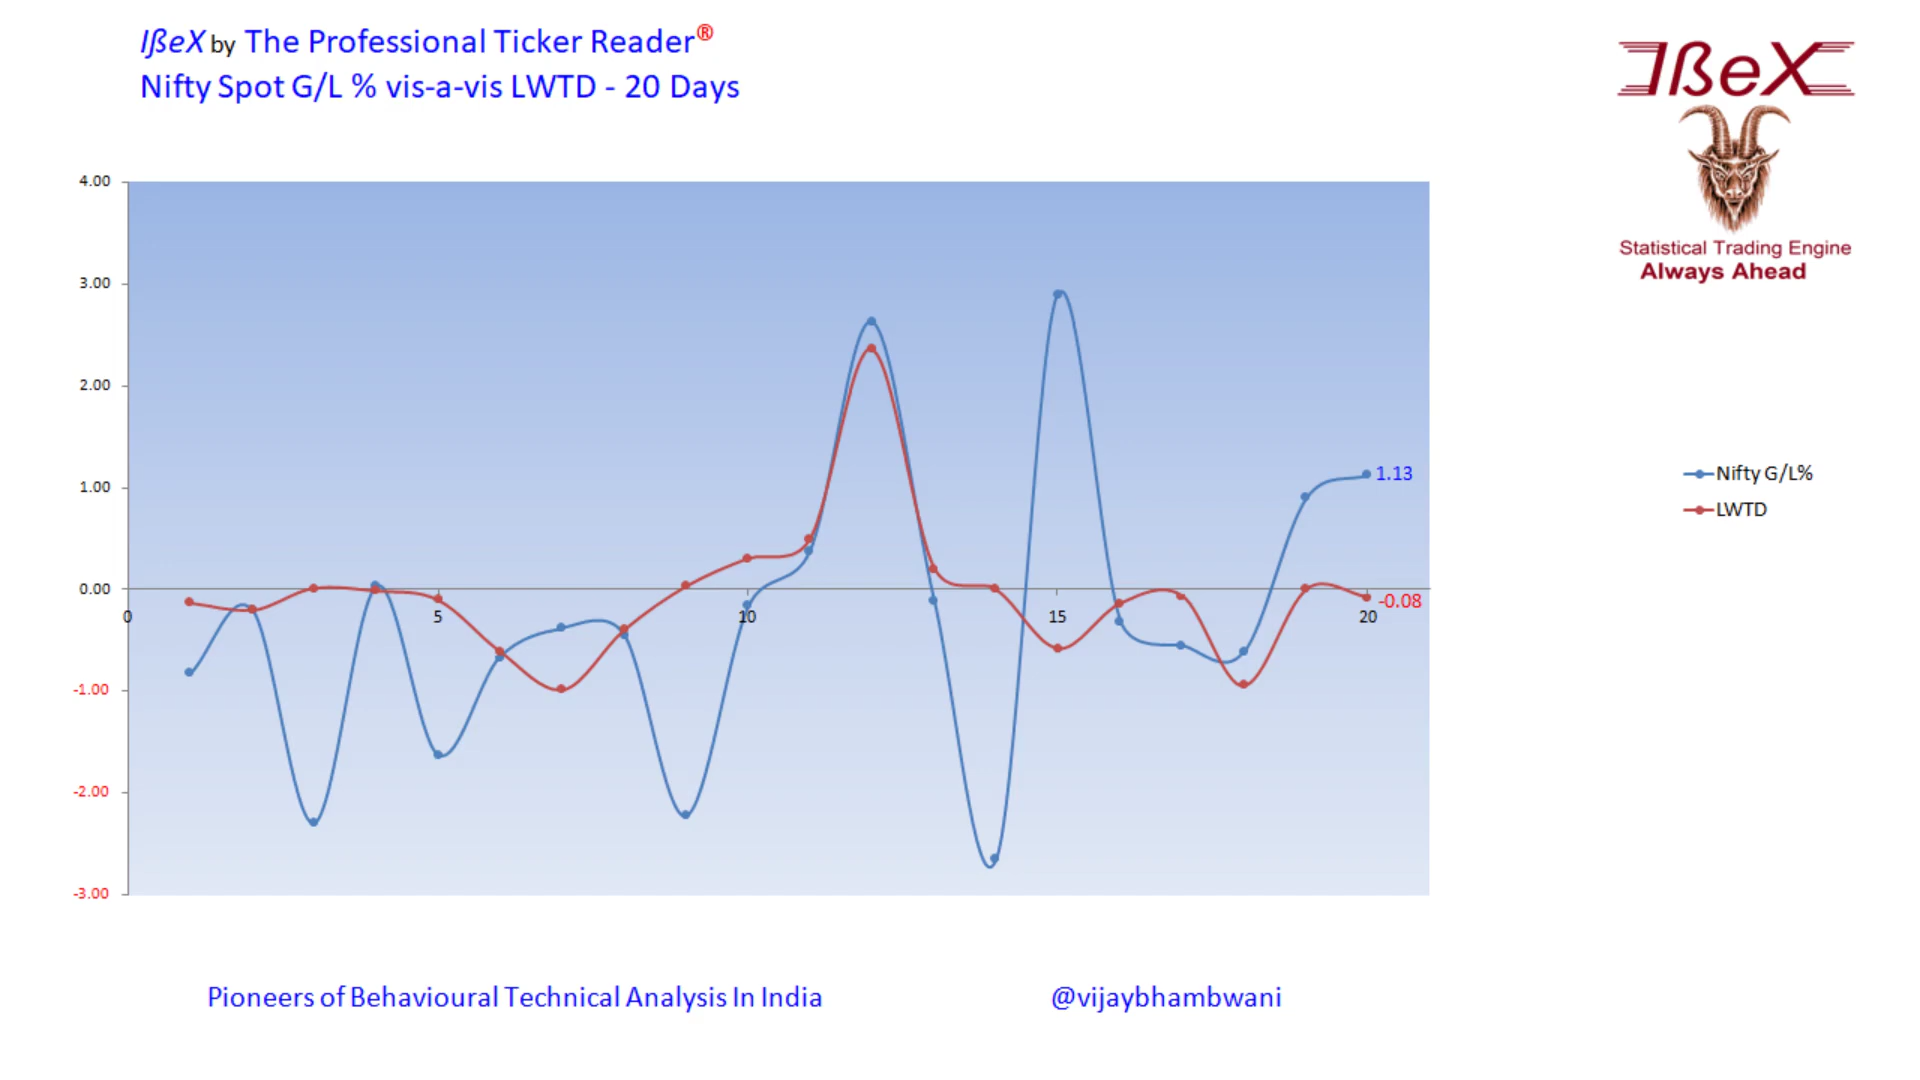 IßeX by The Professional Ticker Reader®
Nifty Spot G/L % vis-a-vis LWTD - 20 Days
IßeX
Statistical Trading Engine
Always Ahead
4.00
3.00
2.00
1.00
0.00
-1.00
-2.00
-3.00
0
5
10
15
20
1.13
-0.08
Nifty G/L%
LWTD
Pioneers of Behavioural Technical Analysis In India
@vijaybhambwani